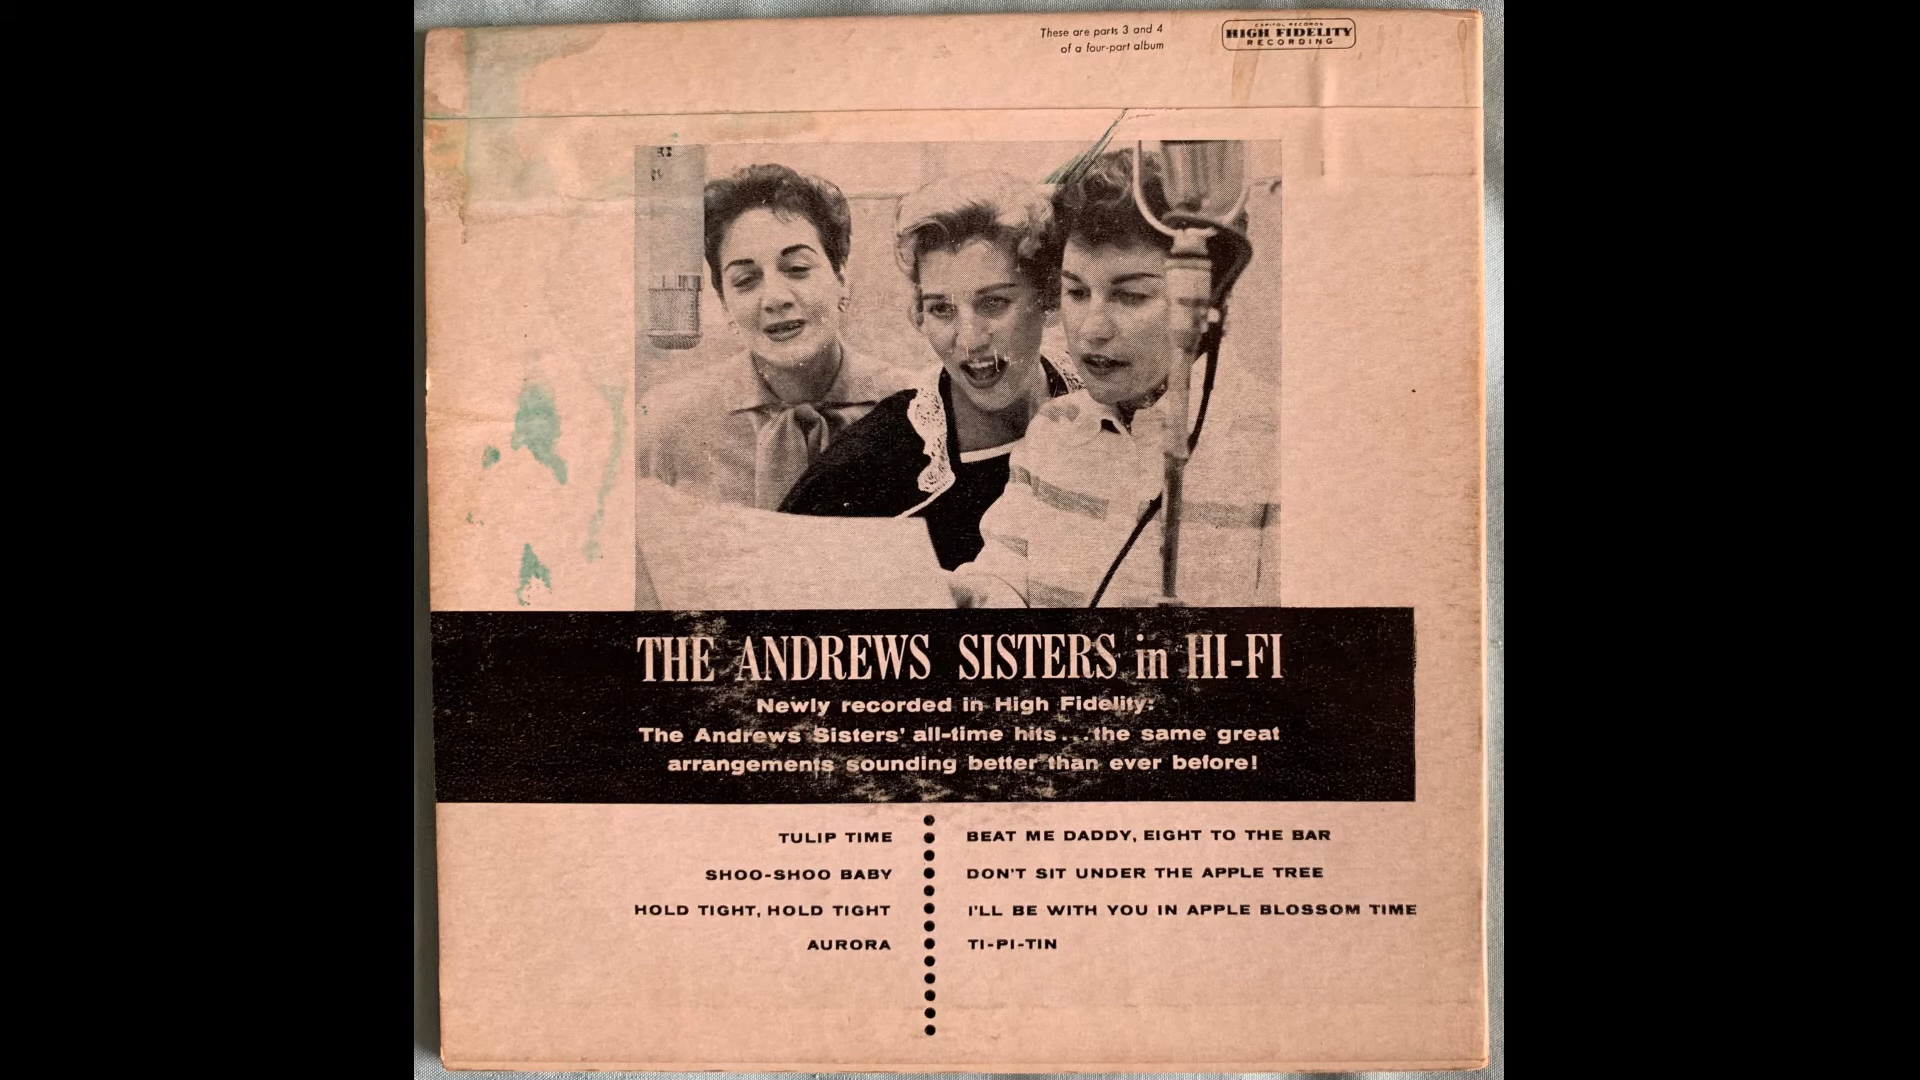 These are parts 3 and 4
of a four-part album
CAPITOL RECORDS
HIGH FIDELITY
RECORDING
THE ANDREWS SISTERS in HI-FI
Newly recorded in High Fidelity:
The Andrews Sisters' all-time hits...the same great
arrangements sounding better than ever before!
TULIP TIME
SHOO-SHOO BABY
HOLD TIGHT, HOLD TIGHT
AURORA
BEAT ME DADDY, EIGHT TO THE BAR
DON'T SIT UNDER THE APPLE TREE
I'LL BE WITH YOU IN APPLE BLOSSOM TIME
TI-PI-TIN